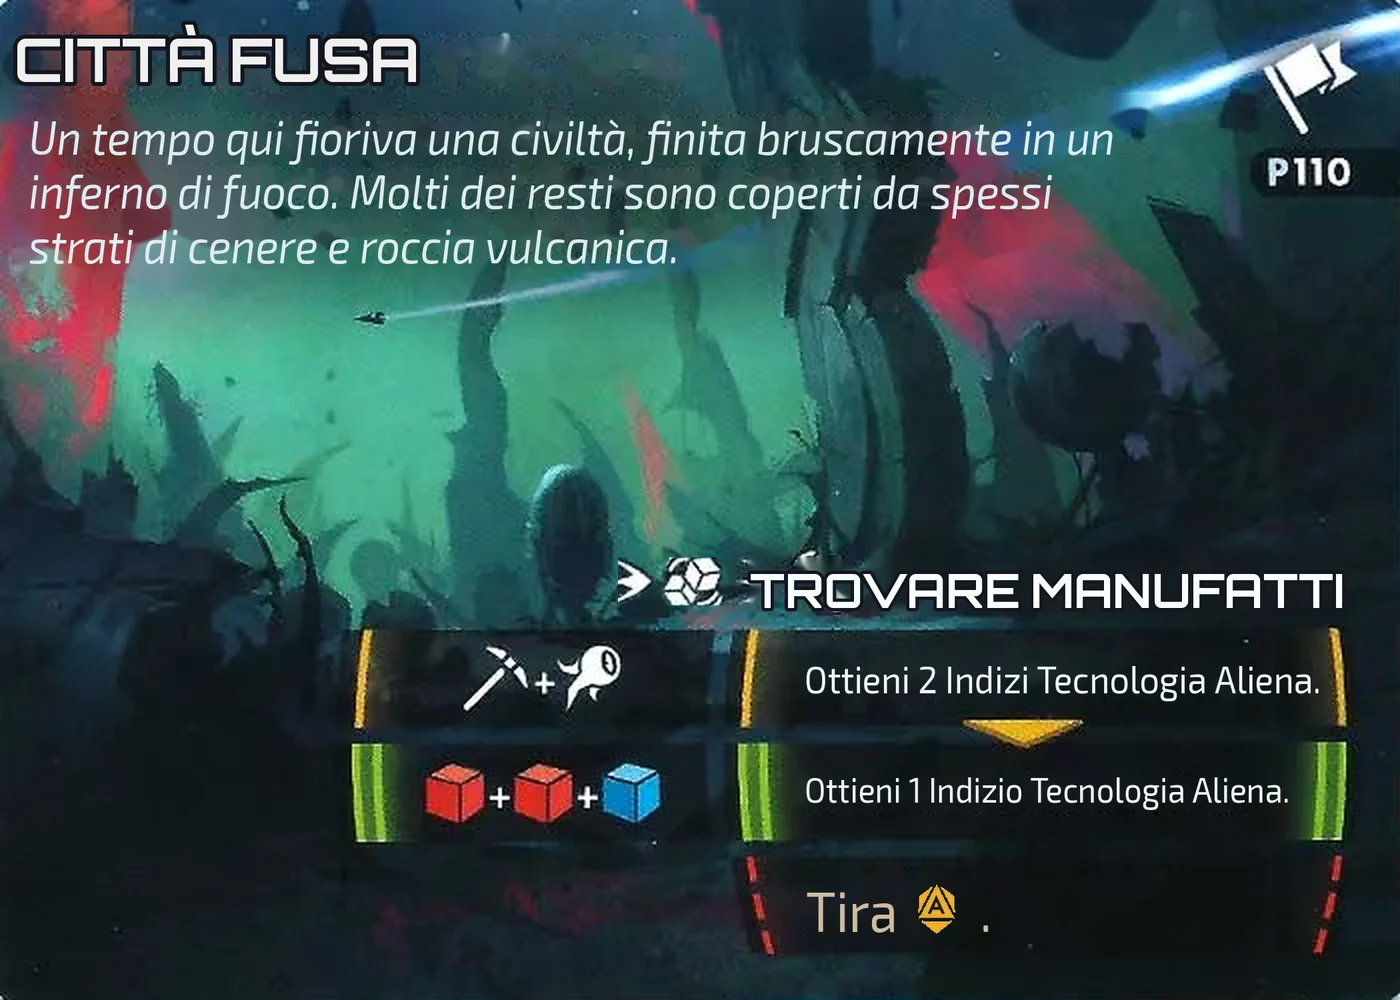 CITTÀ FUSA
P110
Un tempo qui fioriva una civiltà, finita bruscamente in un
inferno di fuoco. Molti dei resti sono coperti da spessi
strati di cenere e roccia vulcanica.
TROVARE MANUFATTI
Ottieni 2 Indizi Tecnologia Aliena.
Ottieni 1 Indizio Tecnologia Aliena.
Tira A .